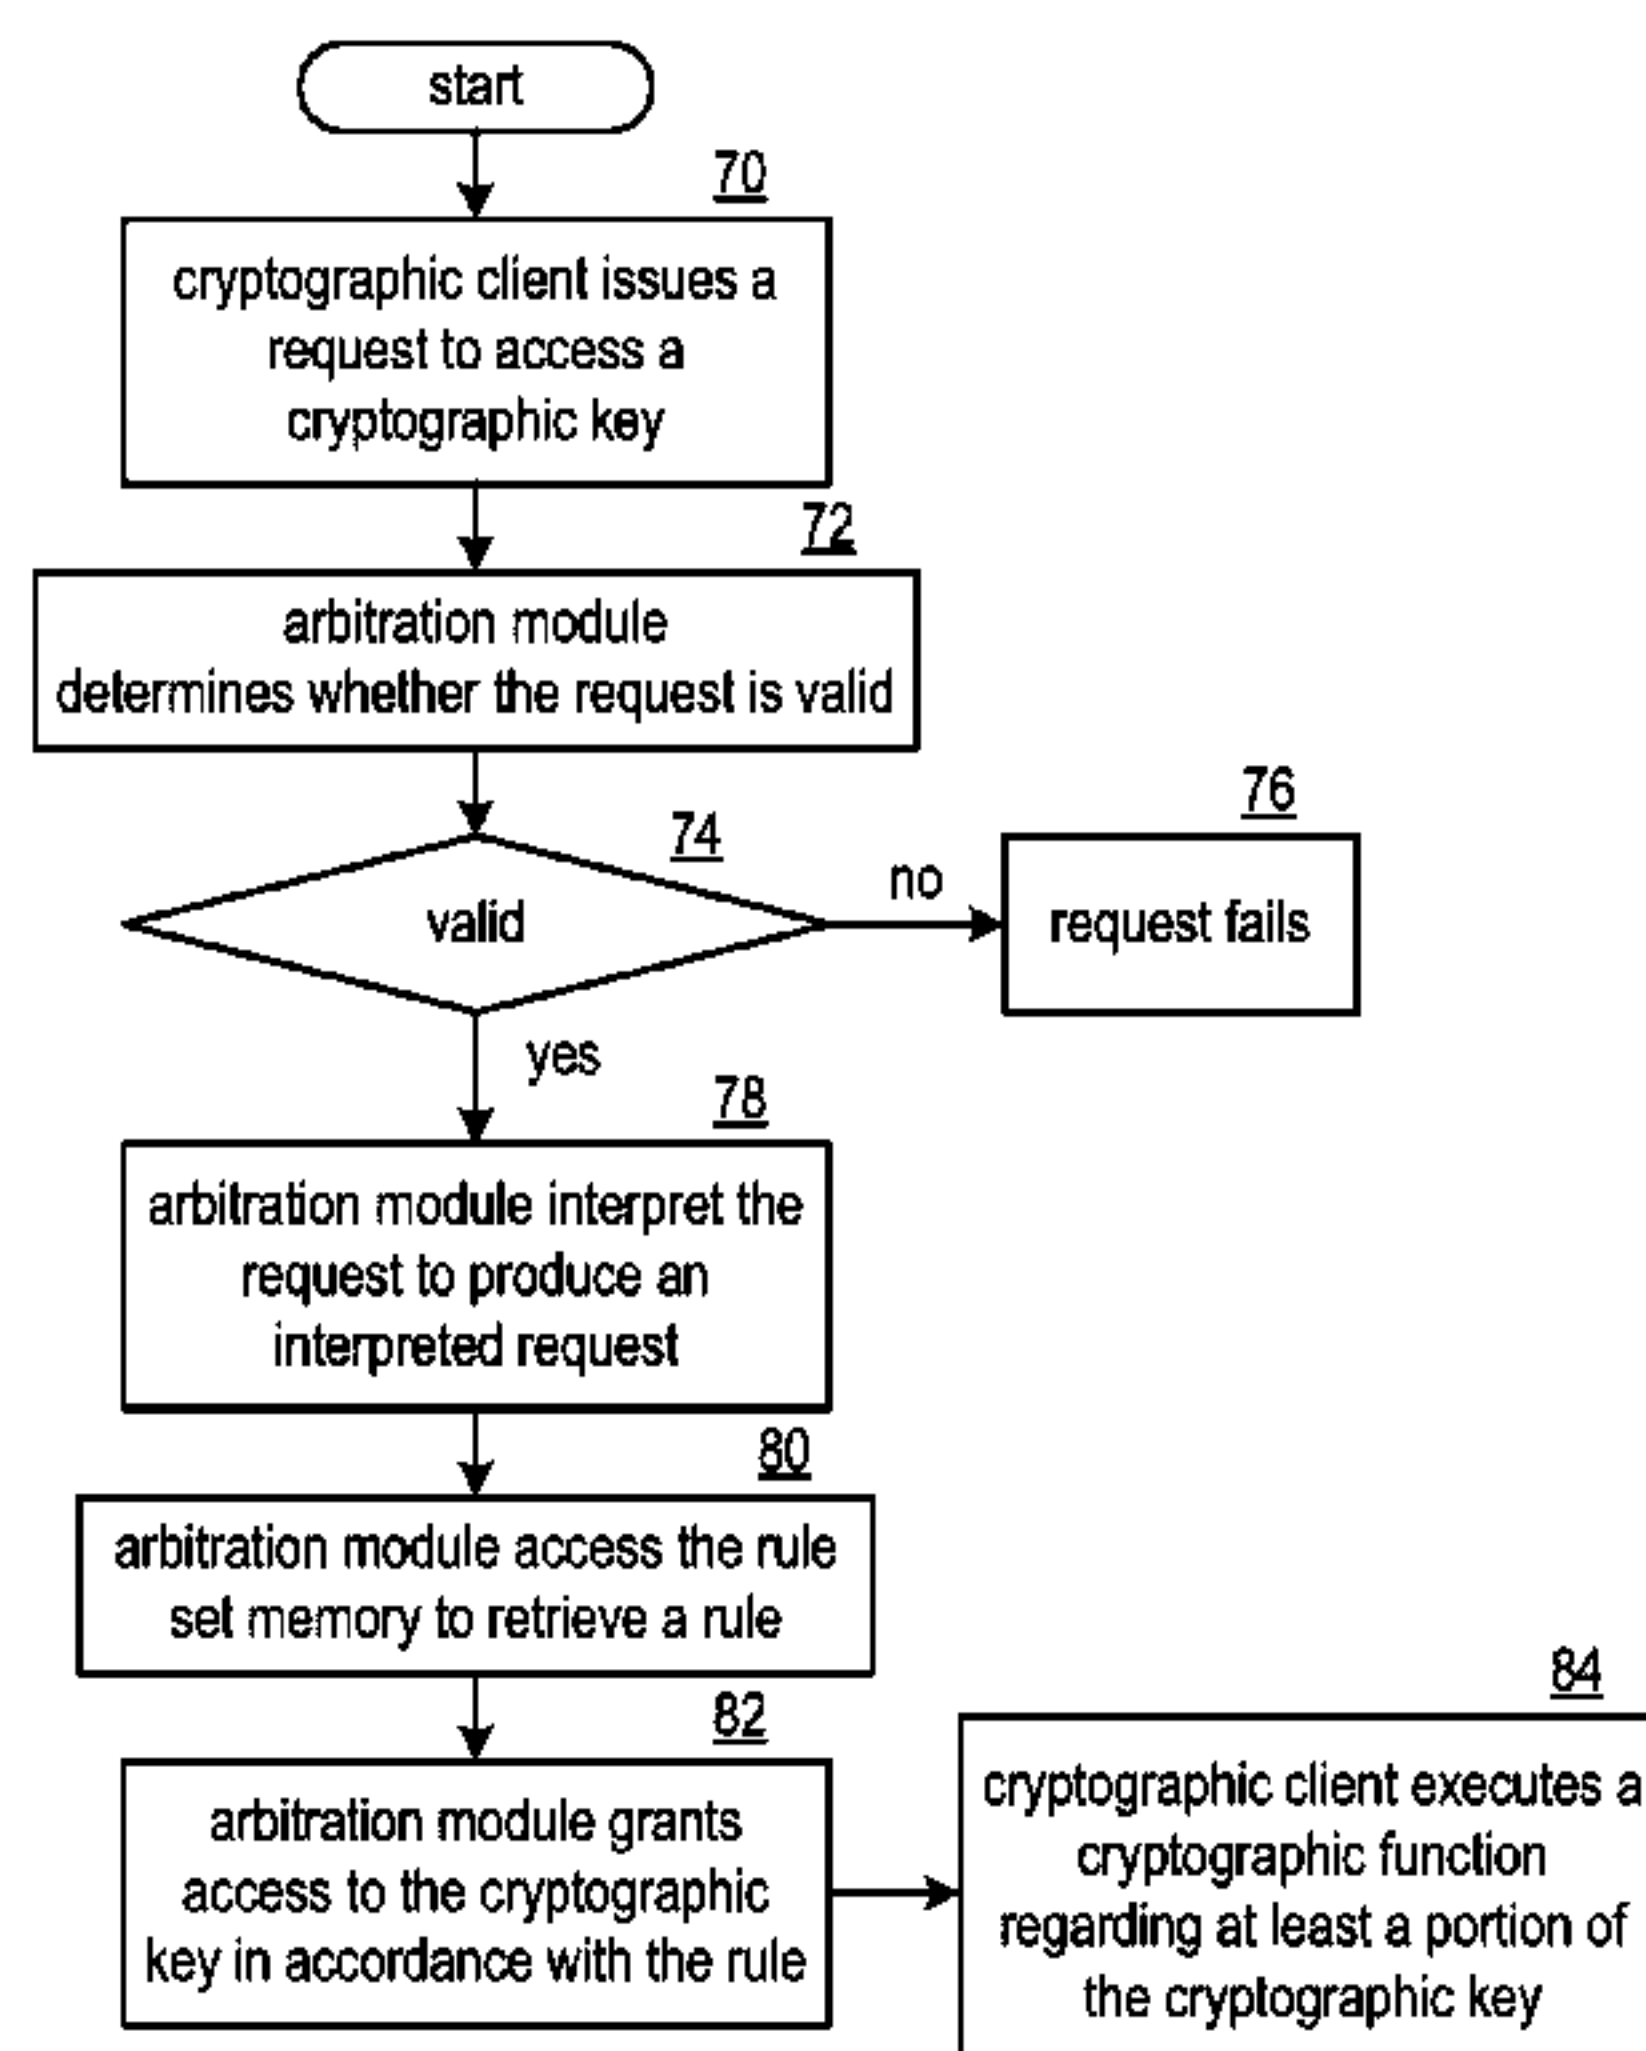 start
70
cryptographic client issues a
request to access a
cryptographic key
72
arbitration module
determines whether the request is valid
74
valid
no
76
request fails
yes
78
arbitration module interpret the
request to produce an
interpreted request
80
arbitration module access the rule
set memory to retrieve a rule
82
arbitration module grants
access to the cryptographic
key in accordance with the rule
84
cryptographic client executes a
cryptographic function
regarding at least a portion of
the cryptographic key